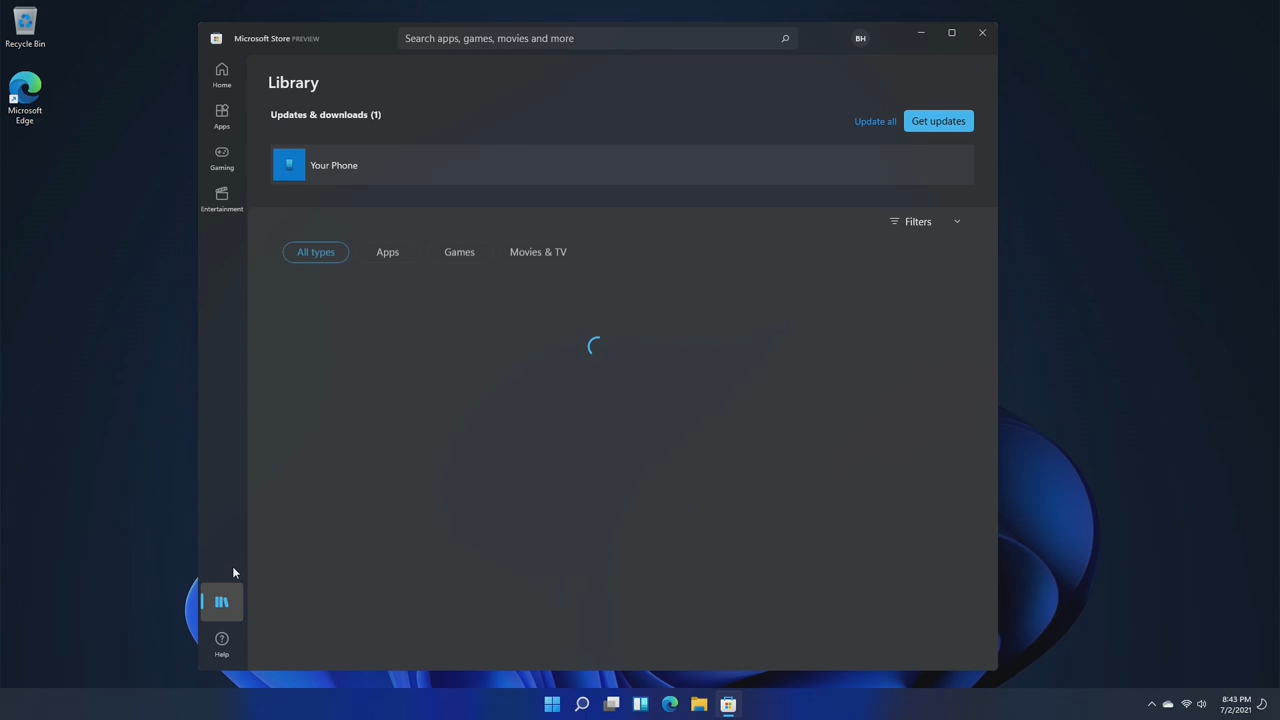 Recycle Bin
Microsoft
Edge
Microsoft Store PREVIEW
Search apps, games, movies and more
BH
Home
Apps
Gaming
Entertainment
Library
Updates & downloads (1)
Update all
Get updates
Your Phone
Filters
All types
Apps
Games
Movies & TV
Help
8:43 PM
7/2/2021